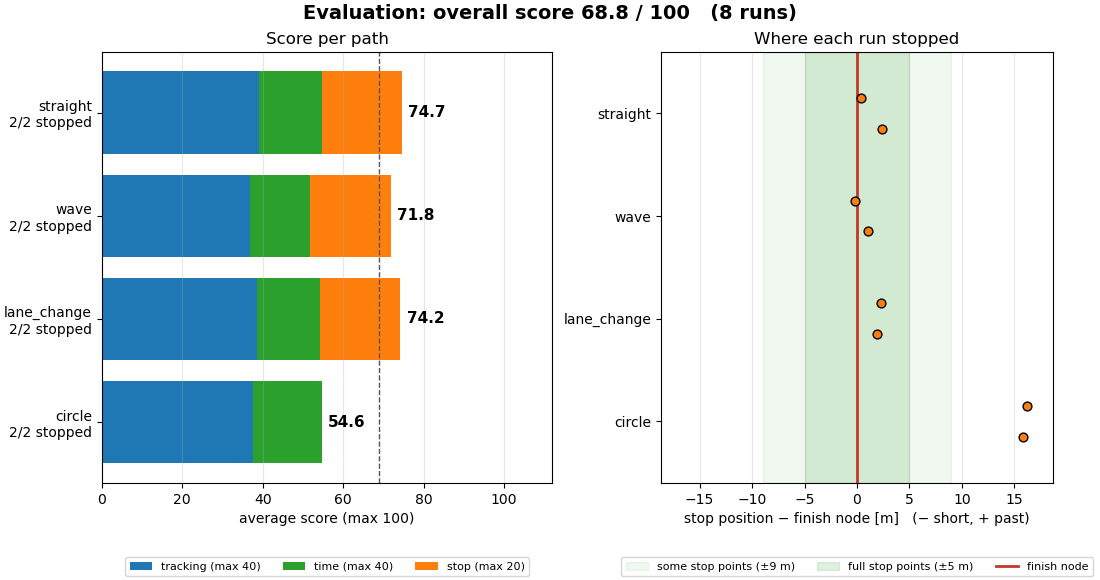 Evaluation: overall score 68.8 / 100   (8 runs)
Score per path
straight
2/2 stopped
74.7
wave
2/2 stopped
71.8
lane_change
2/2 stopped
74.2
circle
2/2 stopped
54.6
0 20 40 60 80 100
average score (max 100)
tracking (max 40) time (max 40) stop (max 20)
Where each run stopped
straight
wave
lane_change
circle
−15 −10 −5 0 5 10 15
stop position − finish node [m]   (− short, + past)
some stop points (±9 m) full stop points (±5 m) finish node